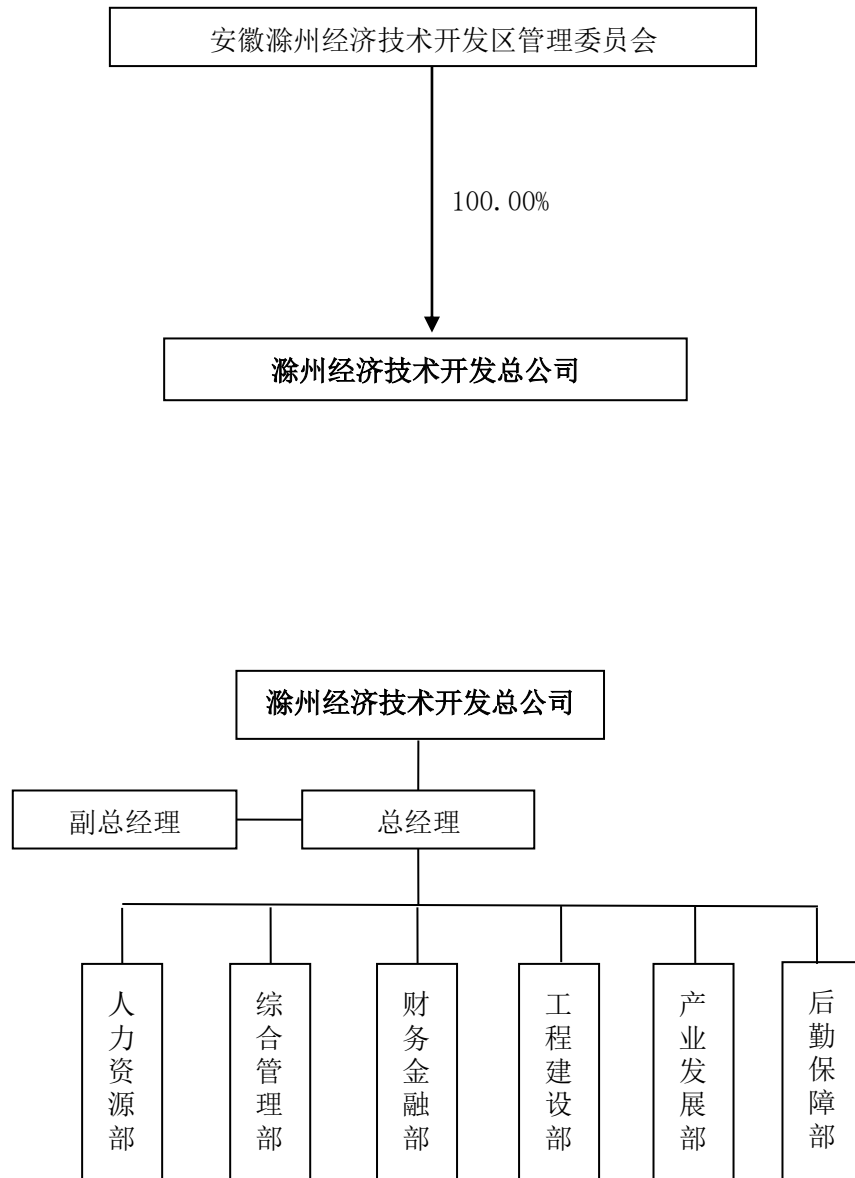 安徽滁州经济技术开发区管理委员会
100.00%
滁州经济技术开发总公司
滁州经济技术开发总公司
副总经理
总经理
人力资源部
综合管理部
财务金融部
工程建设部
产业发展部
后勤保障部